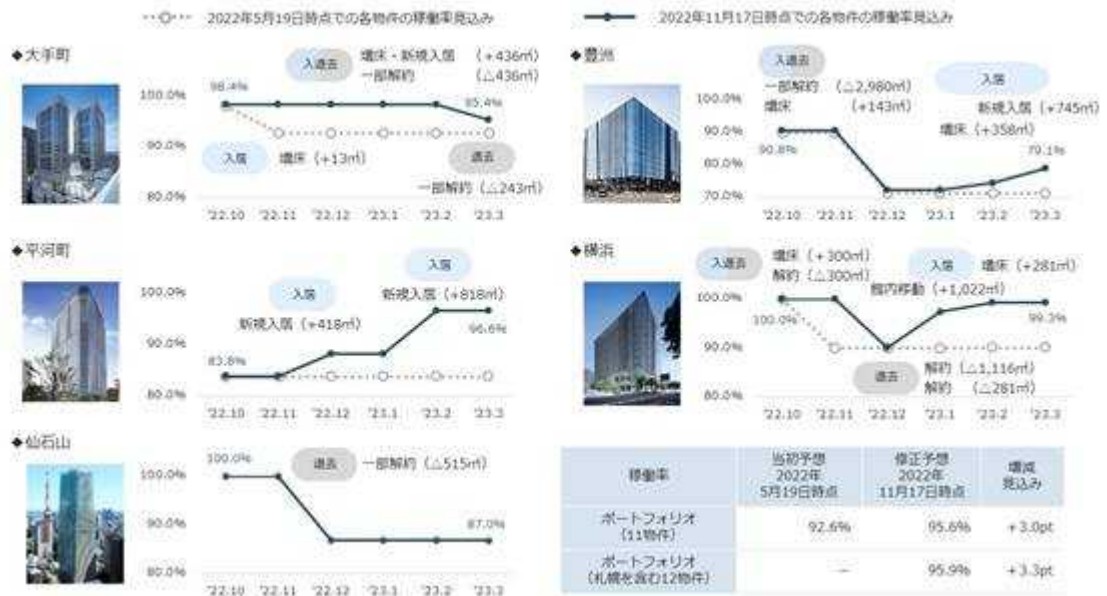 2022年5月19日時点での各物件の稼働率見込み
2022年11月17日時点での各物件の稼働率見込み
◆大手町
入退去
増床・新規入居 (+436㎡)
一部解約 (△436㎡)
100.0%
90.0%
80.0%
98.4%
95.4%
入居
増床 (+13㎡)
退去
一部解約 (△243㎡)
'22.10 '22.11 '22.12 '23.1 '23.2 '23.3
◆豊洲
入退去
一部解約 (△2,980㎡)
増床 (+143㎡)
入居
新規入居 (+745㎡)
増床 (+358㎡)
100.0%
90.0%
80.0%
70.0%
90.8%
79.1%
'22.10 '22.11 '22.12 '23.1 '23.2 '23.3
◆平河町
入居
新規入居 (+818㎡)
入居
新規入居 (+418㎡)
100.0%
90.0%
80.0%
83.8%
96.6%
'22.10 '22.11 '22.12 '23.1 '23.2 '23.3
◆横浜
入退去
増床 (+300㎡)
解約 (△300㎡)
入居
増床 (+281㎡)
館内移動 (+1,022㎡)
100.0%
90.0%
80.0%
100.0%
99.3%
退去
解約 (△1,116㎡)
解約 (△281㎡)
'22.10 '22.11 '22.12 '23.1 '23.2 '23.3
◆仙石山
退去
一部解約 (△515㎡)
100.0%
90.0%
80.0%
100.0%
87.0%
'22.10 '22.11 '22.12 '23.1 '23.2 '23.3
稼働率
当初予想
2022年
5月19日時点
修正予想
2022年
11月17日時点
増減
見込み
ポートフォリオ
(11物件)
92.6% 95.6% +3.0pt
ポートフォリオ
(札幌を含む12物件)
－ 95.9% +3.3pt